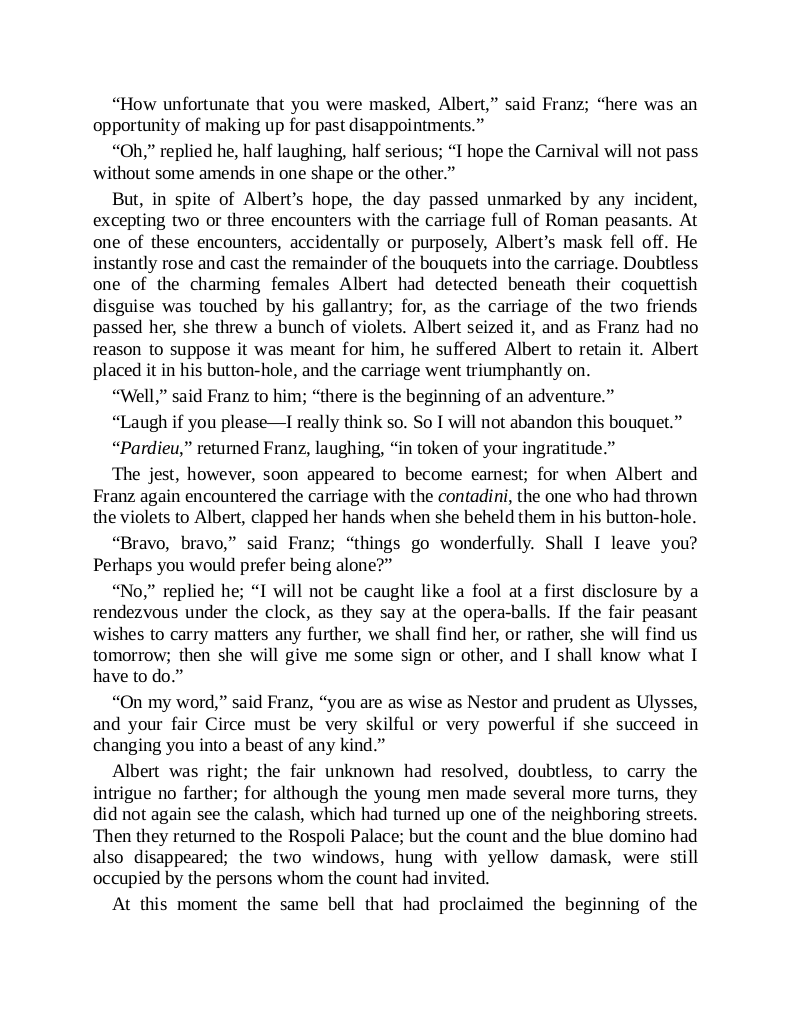 “How unfortunate that you were masked, Albert,” said Franz; “here was an
opportunity of making up for past disappointments.”
“Oh,” replied he, half laughing, half serious; “I hope the Carnival will not pass
without some amends in one shape or the other.”
But, in spite of Albert’s hope, the day passed unmarked by any incident,
excepting two or three encounters with the carriage full of Roman peasants. At
one of these encounters, accidentally or purposely, Albert’s mask fell off. He
instantly rose and cast the remainder of the bouquets into the carriage. Doubtless
one of the charming females Albert had detected beneath their coquettish
disguise was touched by his gallantry; for, as the carriage of the two friends
passed her, she threw a bunch of violets. Albert seized it, and as Franz had no
reason to suppose it was meant for him, he suffered Albert to retain it. Albert
placed it in his button-hole, and the carriage went triumphantly on.
“Well,” said Franz to him; “there is the beginning of an adventure.”
“Laugh if you please—I really think so. So I will not abandon this bouquet.”
“Pardieu,” returned Franz, laughing, “in token of your ingratitude.”
The jest, however, soon appeared to become earnest; for when Albert and
Franz again encountered the carriage with the contadini, the one who had thrown
the violets to Albert, clapped her hands when she beheld them in his button-hole.
“Bravo, bravo,” said Franz; “things go wonderfully. Shall I leave you?
Perhaps you would prefer being alone?”
“No,” replied he; “I will not be caught like a fool at a first disclosure by a
rendezvous under the clock, as they say at the opera-balls. If the fair peasant
wishes to carry matters any further, we shall find her, or rather, she will find us
tomorrow; then she will give me some sign or other, and I shall know what I
have to do.”
“On my word,” said Franz, “you are as wise as Nestor and prudent as Ulysses,
and your fair Circe must be very skilful or very powerful if she succeed in
changing you into a beast of any kind.”
Albert was right; the fair unknown had resolved, doubtless, to carry the
intrigue no farther; for although the young men made several more turns, they
did not again see the calash, which had turned up one of the neighboring streets.
Then they returned to the Rospoli Palace; but the count and the blue domino had
also disappeared; the two windows, hung with yellow damask, were still
occupied by the persons whom the count had invited.
At this moment the same bell that had proclaimed the beginning of the